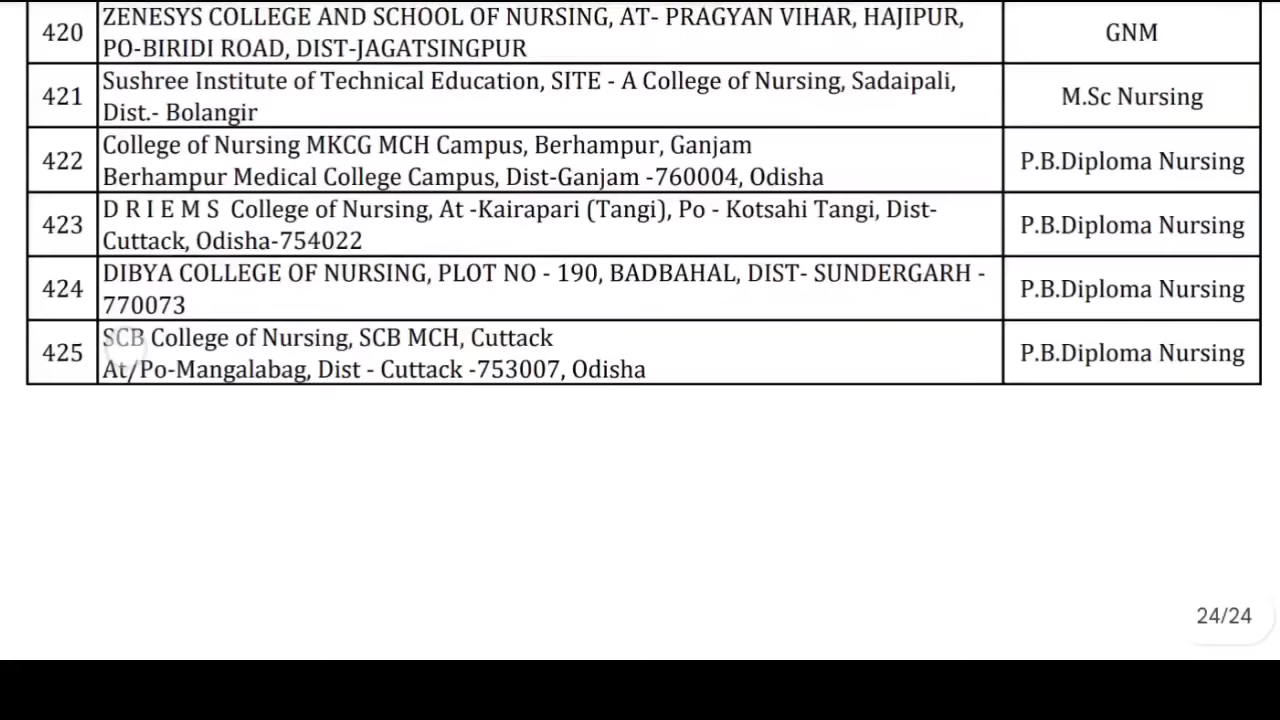 420
ZENESYS COLLEGE AND SCHOOL OF NURSING, AT- PRAGYAN VIHAR, HAJIPUR,
PO-BIRIDI ROAD, DIST-JAGATSINGPUR
GNM
421
Sushree Institute of Technical Education, SITE - A College of Nursing, Sadaipali,
Dist.- Bolangir
M.Sc Nursing
422
College of Nursing MKCG MCH Campus, Berhampur, Ganjam
Berhampur Medical College Campus, Dist-Ganjam -760004, Odisha
P.B.Diploma Nursing
423
D R I E M S College of Nursing, At -Kairapari (Tangi), Po - Kotsahi Tangi, Dist-
Cuttack, Odisha-754022
P.B.Diploma Nursing
424
DIBYA COLLEGE OF NURSING, PLOT NO - 190, BADBAHAL, DIST- SUNDERGARH -
770073
P.B.Diploma Nursing
425
SCB College of Nursing, SCB MCH, Cuttack
At/Po-Mangalabag, Dist - Cuttack -753007, Odisha
P.B.Diploma Nursing
24/24